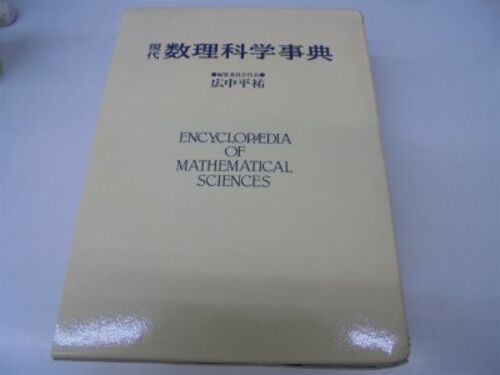 現代 数理科学事典
●編集委員会代表●
広中平祐
ENCYCLOPÆDIA
OF
MATHEMATICAL
SCIENCES